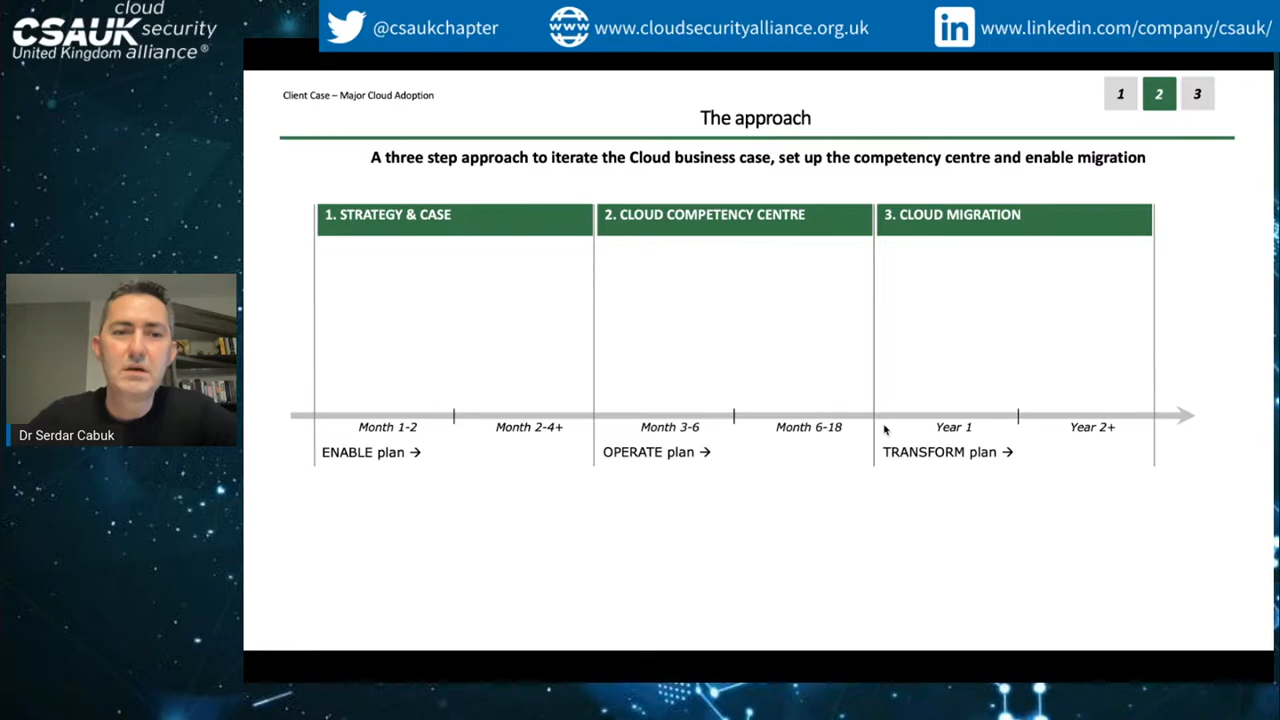 cloud
CSAUK security
United Kingdom alliance®
@csaukchapter
www.cloudsecurityalliance.org.uk
in www.linkedin.com/company/csauk/
Client Case – Major Cloud Adoption
1 2 3
The approach
A three step approach to iterate the Cloud business case, set up the competency centre and enable migration
1. STRATEGY & CASE
2. CLOUD COMPETENCY CENTRE
3. CLOUD MIGRATION
Month 1-2
Month 2-4+
Month 3-6
Month 6-18
Year 1
Year 2+
ENABLE plan →
OPERATE plan →
TRANSFORM plan →
Dr Serdar Cabuk